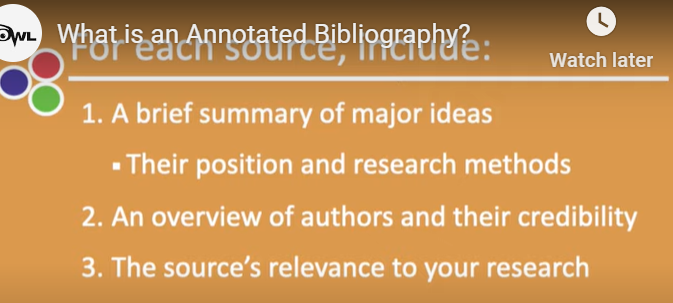 OWL What is an Annotated Bibliography?
For each source, include:
Watch later
1. A brief summary of major ideas
▪ Their position and research methods
2. An overview of authors and their credibility
3. The source's relevance to your research